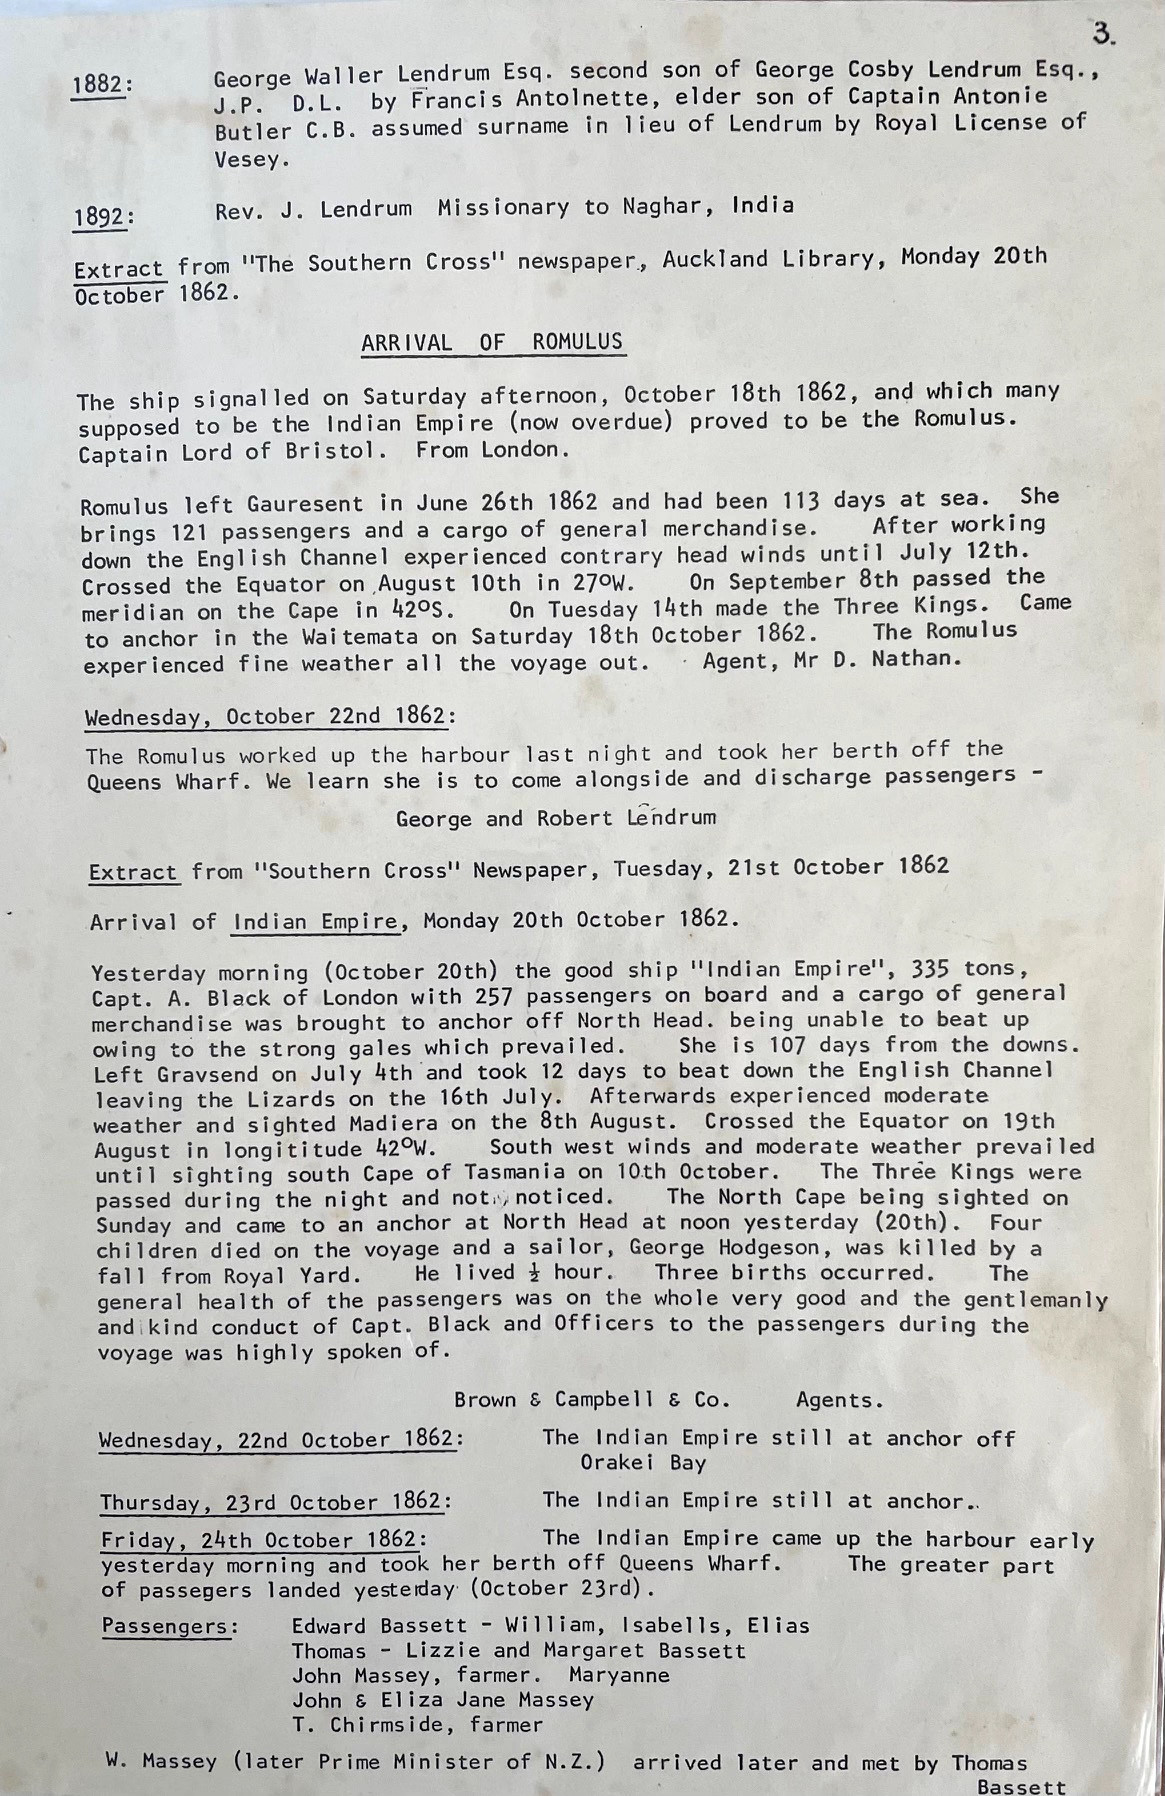 3.
1882: George Waller Lendrum Esq. second son of George Cosby Lendrum Esq.,
J.P. D.L. by Francis Antolnette, elder son of Captain Antonie
Butler C.B. assumed surname in lieu of Lendrum by Royal License of
Vesey.
1892: Rev. J. Lendrum Missionary to Naghar, India
Extract from "The Southern Cross" newspaper., Auckland Library, Monday 20th
October 1862.
ARRIVAL OF ROMULUS
The ship signalled on Saturday afternoon, October 18th 1862, and which many
supposed to be the Indian Empire (now overdue) proved to be the Romulus.
Captain Lord of Bristol. From London.
Romulus left Gauresent in June 26th 1862 and had been 113 days at sea. She
brings 121 passengers and a cargo of general merchandise. After working
down the English Channel experienced contrary head winds until July 12th.
Crossed the Equator on August 10th in 27ºW. On September 8th passed the
meridian on the Cape in 42ºS. On Tuesday 14th made the Three Kings. Came
to anchor in the Waitemata on Saturday 18th October 1862. The Romulus
experienced fine weather all the voyage out. Agent, Mr D. Nathan.
Wednesday, October 22nd 1862:
The Romulus worked up the harbour last night and took her berth off the
Queens Wharf. We learn she is to come alongside and discharge passengers -
George and Robert Lendrum
Extract from "Southern Cross" Newspaper, Tuesday, 21st October 1862
Arrival of Indian Empire, Monday 20th October 1862.
Yesterday morning (October 20th) the good ship "Indian Empire", 335 tons,
Capt. A. Black of London with 257 passengers on board and a cargo of general
merchandise was brought to anchor off North Head. being unable to beat up
owing to the strong gales which prevailed. She is 107 days from the downs.
Left Gravsend on July 4th and took 12 days to beat down the English Channel
leaving the Lizards on the 16th July. Afterwards experienced moderate
weather and sighted Madiera on the 8th August. Crossed the Equator on 19th
August in longititude 42ºW. South west winds and moderate weather prevailed
until sighting south Cape of Tasmania on 10th October. The Three Kings were
passed during the night and not noticed. The North Cape being sighted on
Sunday and came to an anchor at North Head at noon yesterday (20th). Four
children died on the voyage and a sailor, George Hodgeson, was killed by a
fall from Royal Yard. He lived ½ hour. Three births occurred. The
general health of the passengers was on the whole very good and the gentlemanly
and kind conduct of Capt. Black and Officers to the passengers during the
voyage was highly spoken of.
Brown & Campbell & Co. Agents.
Wednesday, 22nd October 1862: The Indian Empire still at anchor off
Orakei Bay
Thursday, 23rd October 1862: The Indian Empire still at anchor..
Friday, 24th October 1862: The Indian Empire came up the harbour early
yesterday morning and took her berth off Queens Wharf. The greater part
of passegers landed yesterday (October 23rd).
Passengers: Edward Bassett - William, Isabells, Elias
Thomas - Lizzie and Margaret Bassett
John Massey, farmer. Maryanne
John & Eliza Jane Massey
T. Chirmside, farmer
W. Massey (later Prime Minister of N.Z.) arrived later and met by Thomas
Bassett